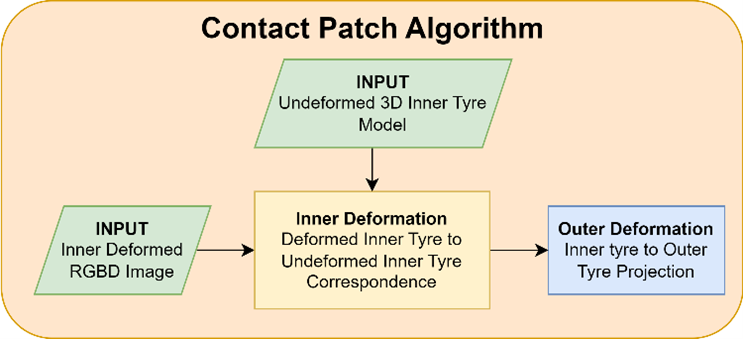 Contact Patch Algorithm
INPUT
Undeformed 3D Inner Tyre
Model
INPUT
Inner Deformed
RGBD Image
Inner Deformation
Deformed Inner Tyre to
Undeformed Inner Tyre
Correspondence
Outer Deformation
Inner tyre to Outer
Tyre Projection